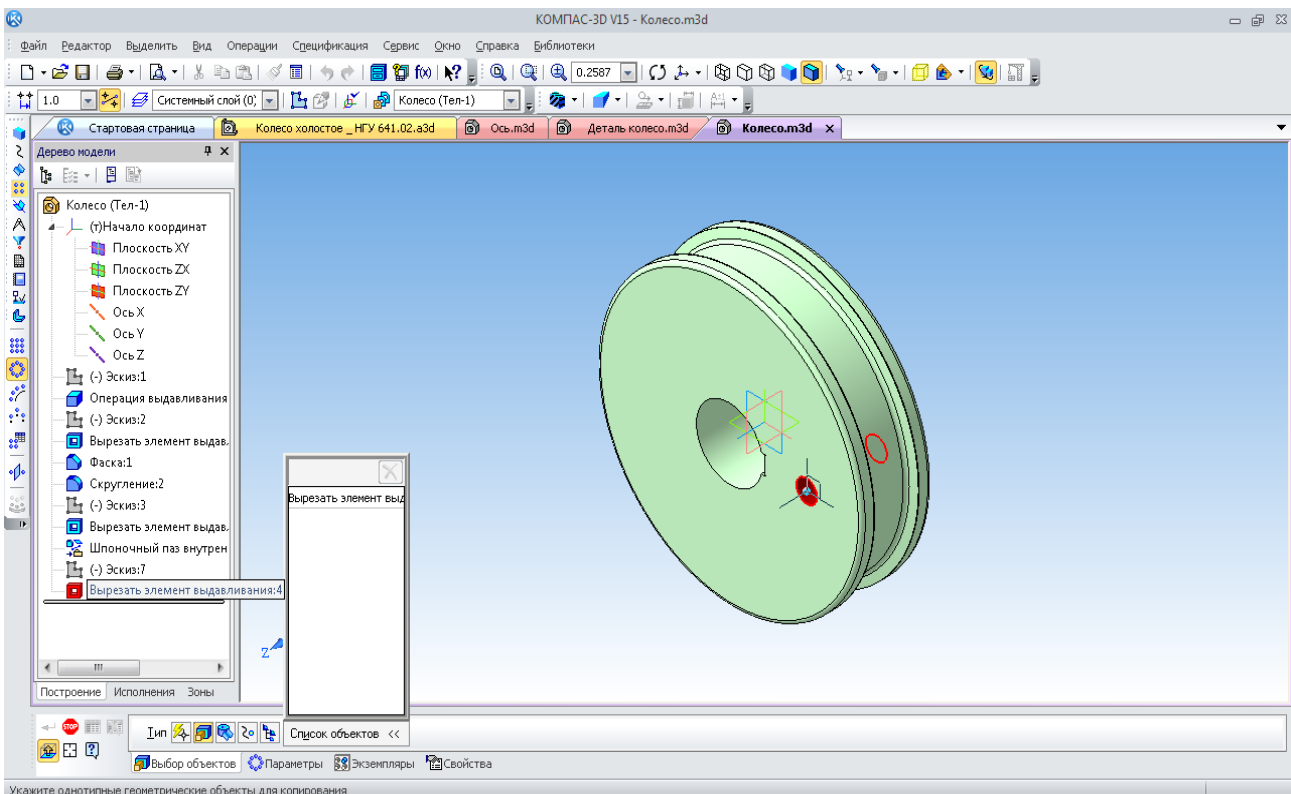 КОМПАС-3D V15 - Колесо.m3d
Файл Редактор Выделить Вид Операции Спецификация Сервис Окно Справка Библиотеки
f(x) 0.2587
1.0 Системный слой (0) Колесо (Тел-1)
Стартовая страница Колесо холостое _ НГУ 641.02.a3d Ось.m3d Деталь колесо.m3d Колесо.m3d
Дерево модели
Колесо (Тел-1)
(т)Начало координат
Плоскость XY
Плоскость ZX
Плоскость ZY
Ось X
Ось Y
Ось Z
(-) Эскиз:1
Операция выдавливания
(-) Эскиз:2
Вырезать элемент выдав.
Фаска:1
Скругление:2
(-) Эскиз:3
Вырезать элемент выдав.
Шпоночный паз внутрен
(-) Эскиз:7
Вырезать элемент выдавливания:4
Вырезать элемент выд
Z
Построение Исполнения Зоны
STOP Тип Список объектов <<
Выбор объектов Параметры Экземпляры Свойства
Укажите однотипные геометрические объекты для копирования